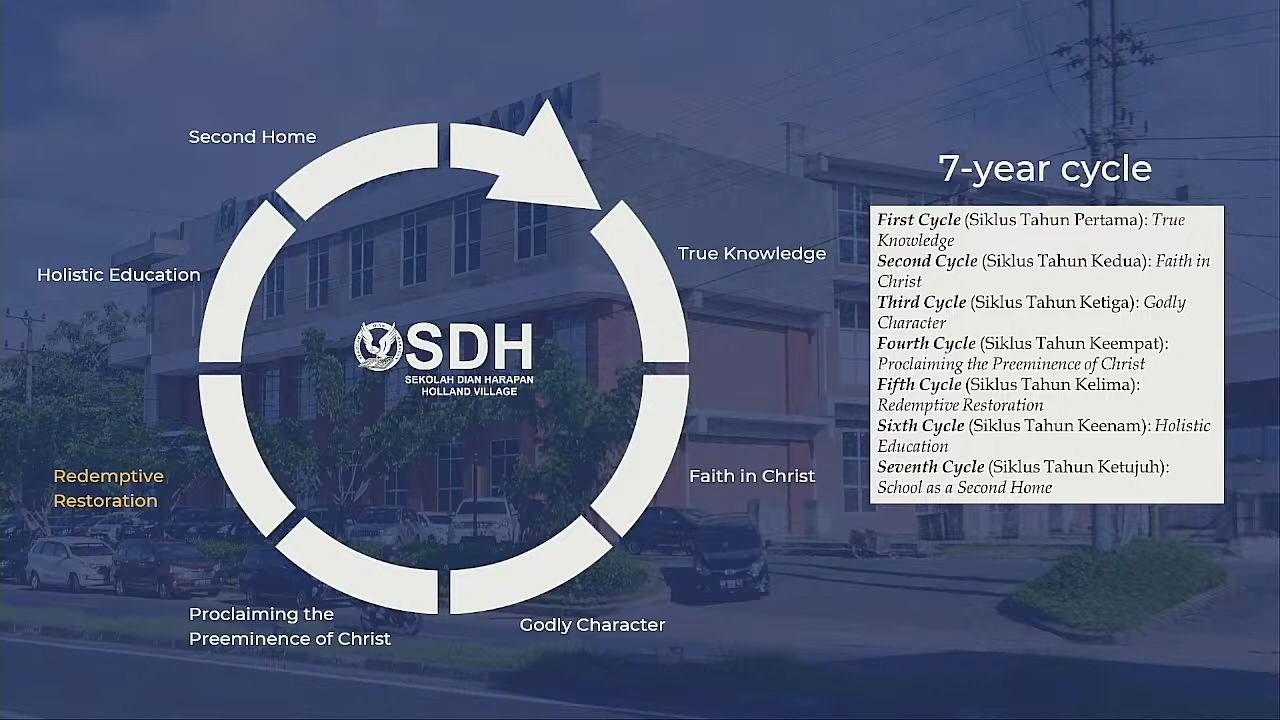 Second Home
Holistic Education
True Knowledge
SDH
SEKOLAH DIAN HARAPAN
HOLLAND VILLAGE
Redemptive
Restoration
Faith in Christ
Proclaiming the
Preeminence of Christ
Godly Character
7-year cycle
First Cycle (Siklus Tahun Pertama): True
Knowledge
Second Cycle (Siklus Tahun Kedua): Faith in
Christ
Third Cycle (Siklus Tahun Ketiga): Godly
Character
Fourth Cycle (Siklus Tahun Keempat):
Proclaiming the Preeminence of Christ
Fifth Cycle (Siklus Tahun Kelima):
Redemptive Restoration
Sixth Cycle (Siklus Tahun Keenam): Holistic
Education
Seventh Cycle (Siklus Tahun Ketujuh):
School as a Second Home